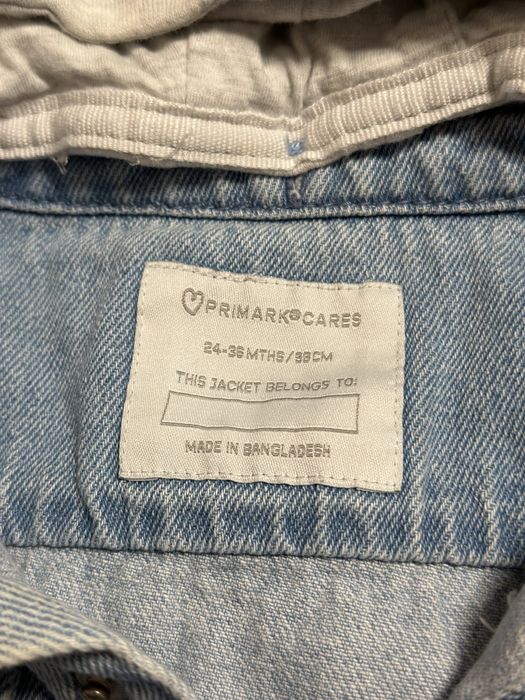 PRIMARK® CARES
24-36 MTHS/98CM
THIS JACKET BELONGS TO:
MADE IN BANGLADESH